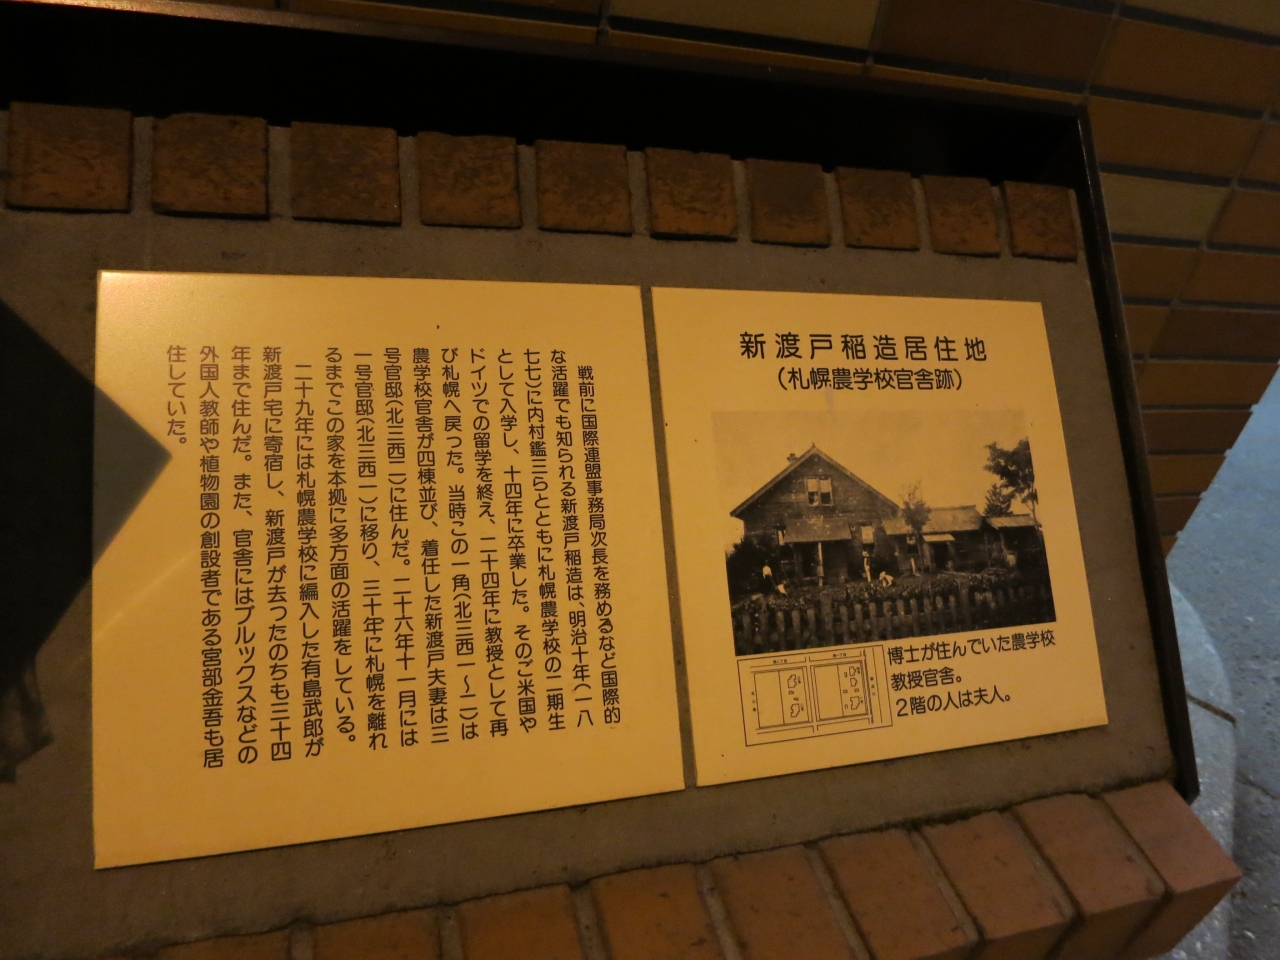 新渡戸稲造居住地
(札幌農学校官舎跡)
博士が住んでいた農学校
教授官舎。
2階の人は夫人。
戦前に国際連盟事務局次長を務めるなど国際的
な活躍でも知られる新渡戸稲造は、明治十年(一八
七七)に内村鑑三らとともに札幌農学校の二期生
として入学し、十四年に卒業した。そのご米国や
ドイツでの留学を終え、二十四年に教授として再
び札幌へ戻った。当時この一角(北二西一〜二)は
農学校官舎が四棟並び、着任した新渡戸夫妻は三
号官邸(北二西二)に住んだ。二十六年十一月には
一号官邸(北二西一)に移り、三十年に札幌を離れ
るまでこの家を本拠に多方面の活躍をしている。
二十九年には札幌農学校に編入した有島武郎が
新渡戸宅に寄宿し、新渡戸が去ったのちも三十四
年まで住んだ。また、官舎にはブルックスなどの
外国人教師や植物園の創設者である宮部金吾も居
住していた。